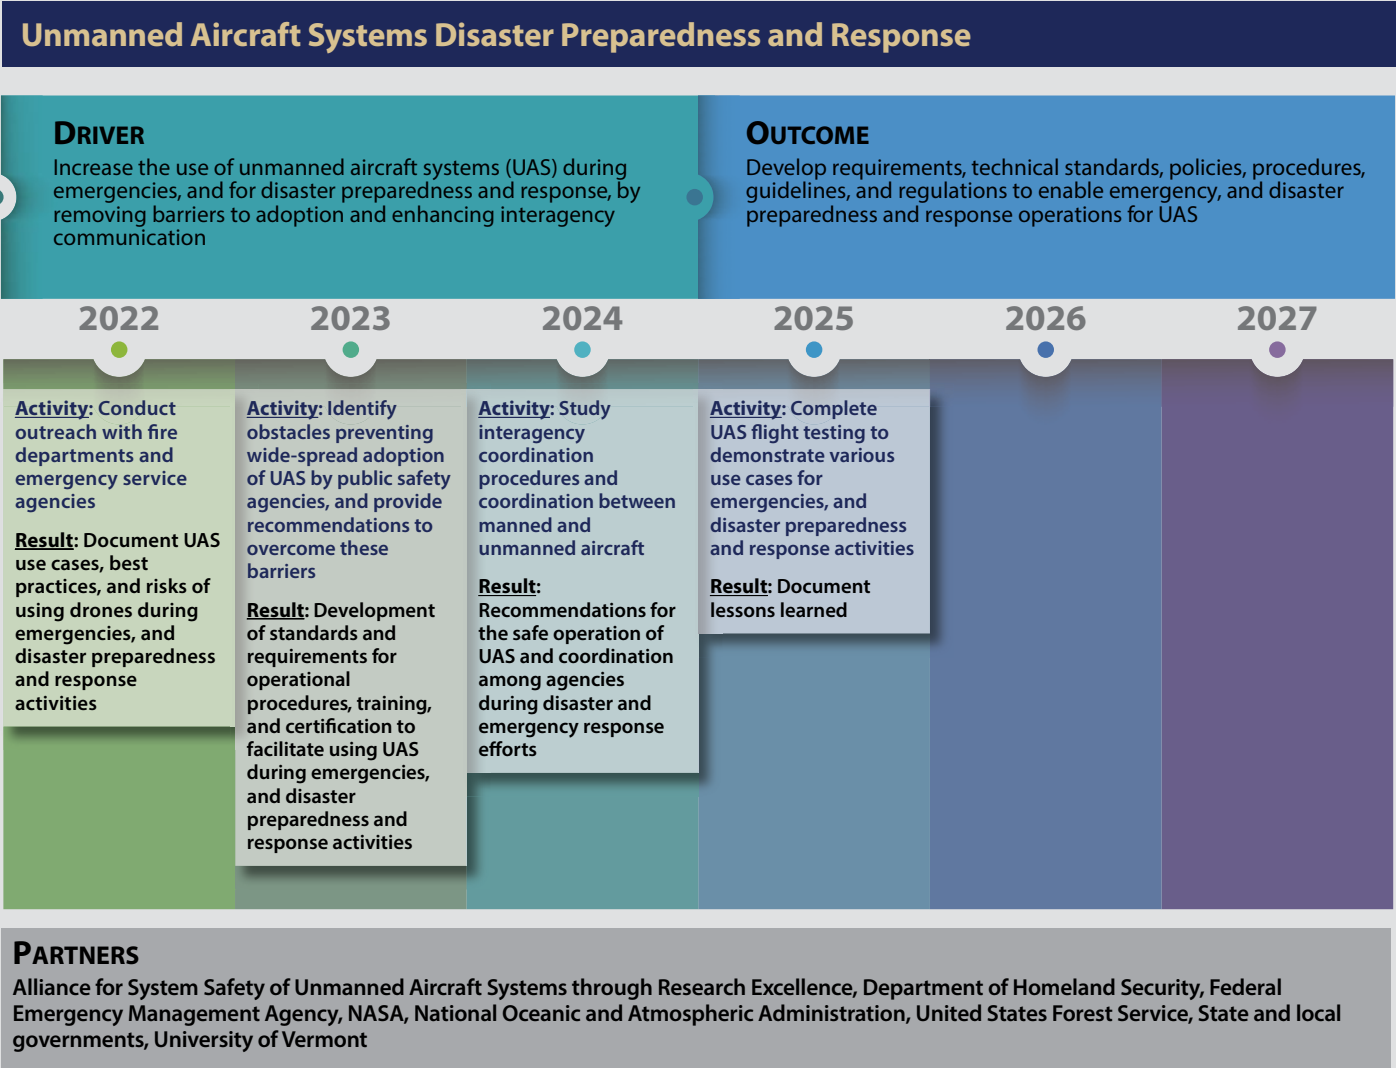 Unmanned Aircraft Systems Disaster Preparedness and Response
DRIVER
Increase the use of unmanned aircraft systems (UAS) during
emergencies, and for disaster preparedness and response, by
removing barriers to adoption and enhancing interagency
communication
OUTCOME
Develop requirements, technical standards, policies, procedures,
guidelines, and regulations to enable emergency, and disaster
preparedness and response operations for UAS
2022
2023
2024
2025
2026
2027
Activity: Conduct
outreach with fire
departments and
emergency service
agencies
Result: Document UAS
use cases, best
practices, and risks of
using drones during
emergencies, and
disaster preparedness
and response
activities
Activity: Identify
obstacles preventing
wide-spread adoption
of UAS by public safety
agencies, and provide
recommendations to
overcome these
barriers
Result: Development
of standards and
requirements for
operational
procedures, training,
and certification to
facilitate using UAS
during emergencies,
and disaster
preparedness and
response activities
Activity: Study
interagency
coordination
procedures and
coordination between
manned and
unmanned aircraft
Result:
Recommendations for
the safe operation of
UAS and coordination
among agencies
during disaster and
emergency response
efforts
Activity: Complete
UAS flight testing to
demonstrate various
use cases for
emergencies, and
disaster preparedness
and response activities
Result: Document
lessons learned
PARTNERS
Alliance for System Safety of Unmanned Aircraft Systems through Research Excellence, Department of Homeland Security, Federal
Emergency Management Agency, NASA, National Oceanic and Atmospheric Administration, United States Forest Service, State and local
governments, University of Vermont